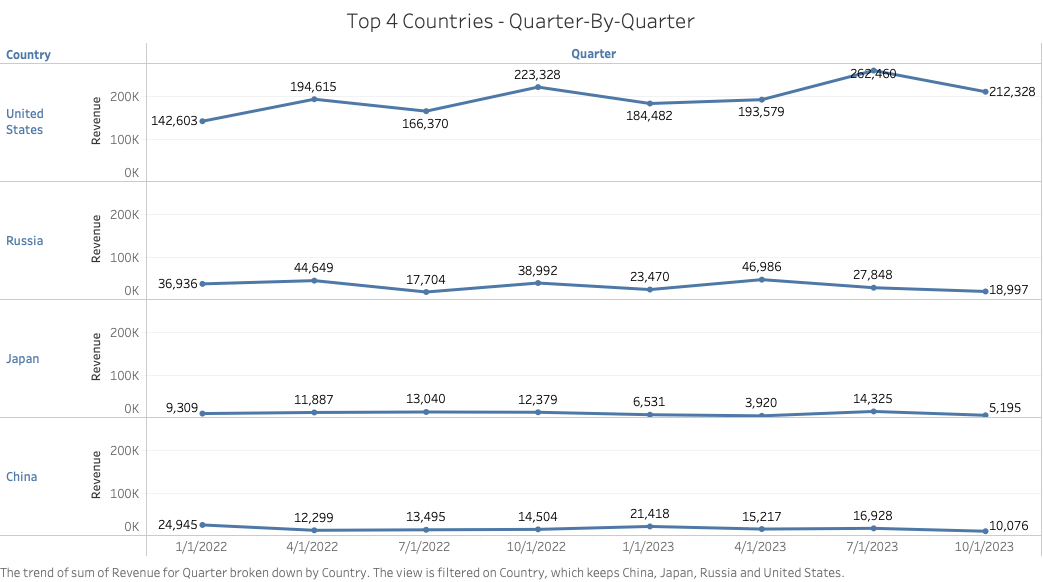 Top 4 Countries - Quarter-By-Quarter
Country
Quarter
United
States
Revenue
200K
100K
0K
142,603
194,615
166,370
223,328
184,482
193,579
262,460
212,328
Russia
Revenue
200K
100K
0K
36,936
44,649
17,704
38,992
23,470
46,986
27,848
18,997
Japan
Revenue
200K
100K
0K
9,309
11,887
13,040
12,379
6,531
3,920
14,325
5,195
China
Revenue
200K
100K
0K
24,945
12,299
13,495
14,504
21,418
15,217
16,928
10,076
1/1/2022
4/1/2022
7/1/2022
10/1/2022
1/1/2023
4/1/2023
7/1/2023
10/1/2023
The trend of sum of Revenue for Quarter broken down by Country. The view is filtered on Country, which keeps China, Japan, Russia and United States.